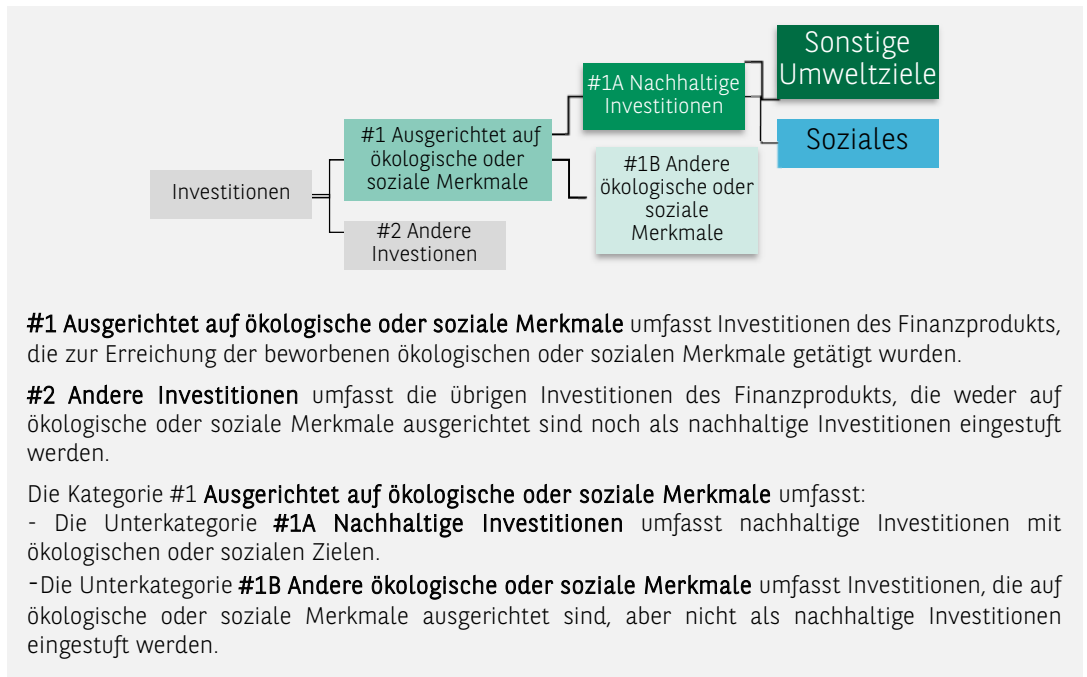 Sonstige
Umweltziele
#1A Nachhaltige
Investitionen
Soziales
#1 Ausgerichtet auf
ökologische oder
soziale Merkmale
#1B Andere
ökologische oder
soziale
Merkmale
Investitionen
#2 Andere
Investionen
#1 Ausgerichtet auf ökologische oder soziale Merkmale umfasst Investitionen des Finanzprodukts,
die zur Erreichung der beworbenen ökologischen oder sozialen Merkmale getätigt wurden.
#2 Andere Investitionen umfasst die übrigen Investitionen des Finanzprodukts, die weder auf
ökologische oder soziale Merkmale ausgerichtet sind noch als nachhaltige Investitionen eingestuft
werden.
Die Kategorie #1 Ausgerichtet auf ökologische oder soziale Merkmale umfasst:
- Die Unterkategorie #1A Nachhaltige Investitionen umfasst nachhaltige Investitionen mit
ökologischen oder sozialen Zielen.
-Die Unterkategorie #1B Andere ökologische oder soziale Merkmale umfasst Investitionen, die auf
ökologische oder soziale Merkmale ausgerichtet sind, aber nicht als nachhaltige Investitionen
eingestuft werden.